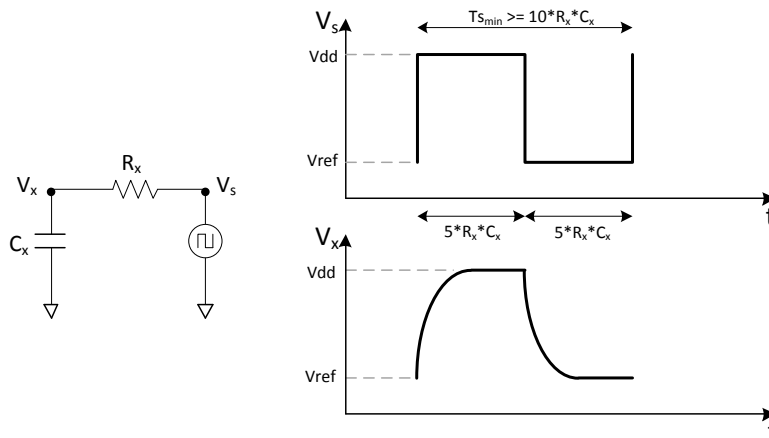 Vx
Rx
Vs
Cx
Vs
Tsmin >= 10*Rx*Cx
Vdd
Vref
t
5*Rx*Cx
5*Rx*Cx
Vx
Vdd
Vref